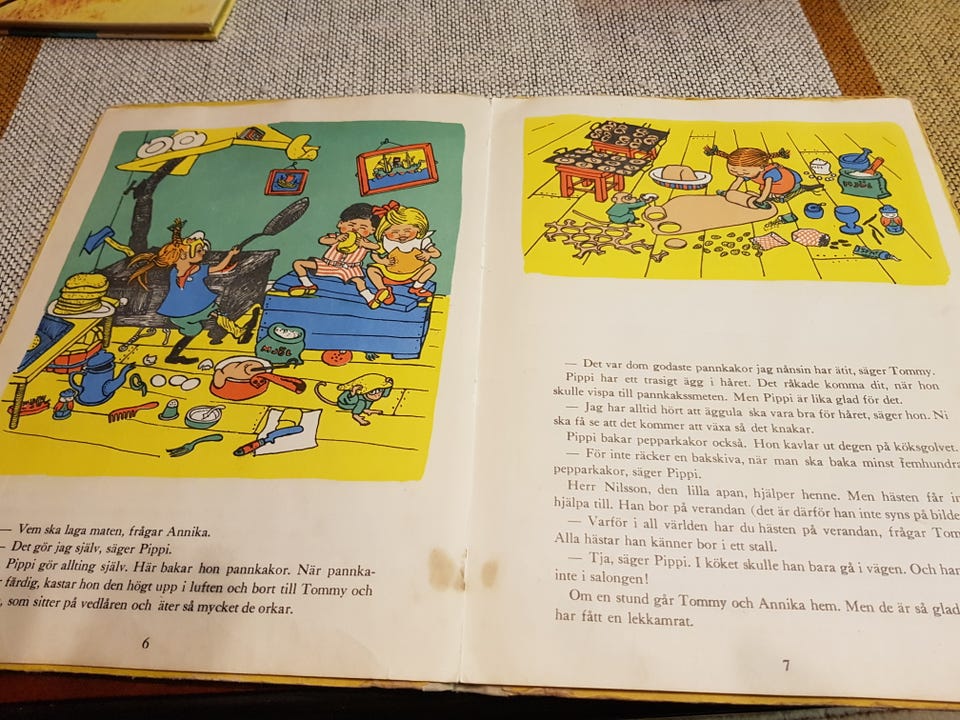 MJÖL
— Vem ska laga maten, frågar Annika.
— Det gör jag själv, säger Pippi.
Pippi gör allting själv. Här bakar hon pannkakor. När pannka-
färdig, kastar hon den högt upp i luften och bort till Tommy och
som sitter på vedlåren och äter så mycket de orkar.
6
MJÖL
— Det var dom godaste pannkakor jag nånsin har ätit, säger Tommy.
Pippi har ett trasigt ägg i håret. Det råkade komma dit, när hon
skulle vispa till pannkakssmeten. Men Pippi är lika glad för det.
— Jag har alltid hört att äggula ska vara bra för håret, säger hon. Ni
ska få se att det kommer att växa så det knakar.
Pippi bakar pepparkakor också. Hon kavlar ut degen på köksgolvet.
— För inte räcker en bakskiva, när man ska baka minst femhundra
pepparkakor, säger Pippi.
Herr Nilsson, den lilla apan, hjälper henne. Men hästen får in
hjälpa till. Han bor på verandan (det är därför han inte syns på bilde
— Varför i all världen har du hästen på verandan, frågar Tom
Alla hästar han känner bor i ett stall.
— Tja, säger Pippi. I köket skulle han bara gå i vägen. Och han
inte i salongen!
Om en stund går Tommy och Annika hem. Men de är så glad
har fått en lekkamrat.
7